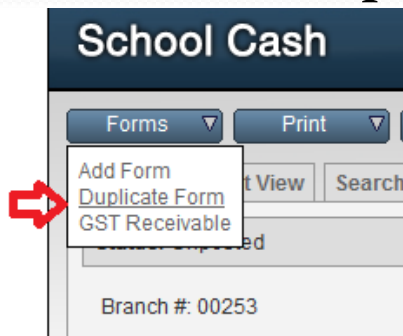 School Cash
Forms Print
Add Form
Duplicate Form
GST Receivable
t View Search
Branch #: 00253